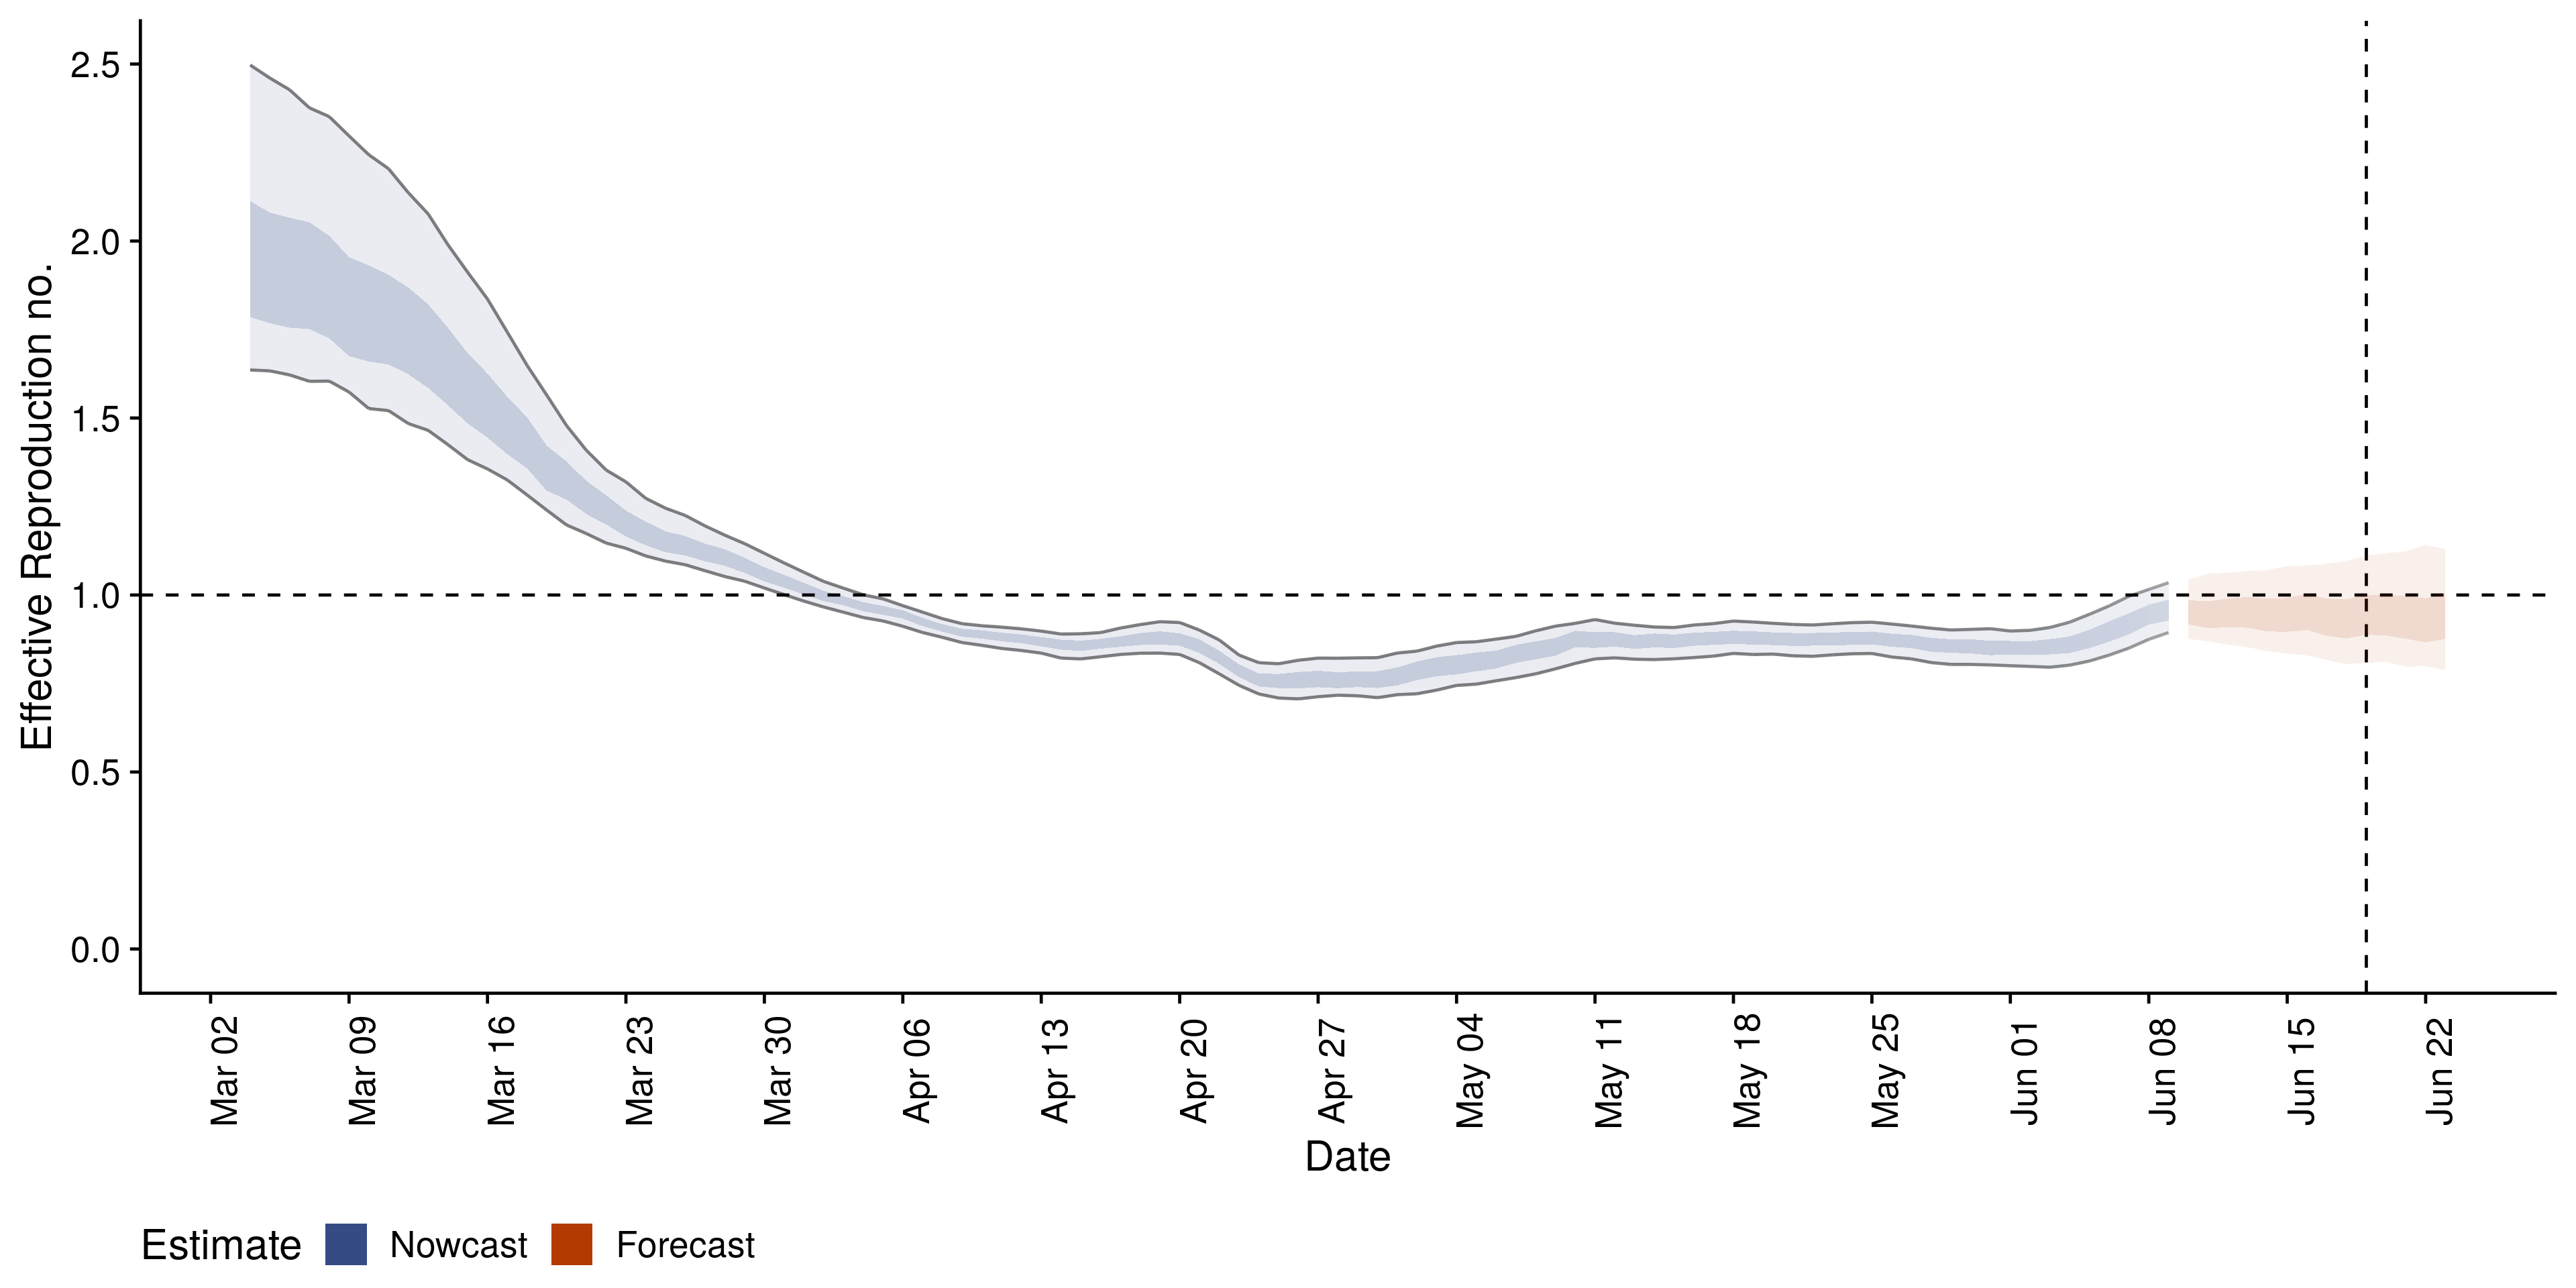 Effective Reproduction no.
2.5
2.0
1.5
1.0
0.5
0.0
Mar 02
Mar 09
Mar 16
Mar 23
Mar 30
Apr 06
Apr 13
Apr 20
Apr 27
May 04
May 11
May 18
May 25
Jun 01
Jun 08
Jun 15
Jun 22
Date
Estimate Nowcast Forecast